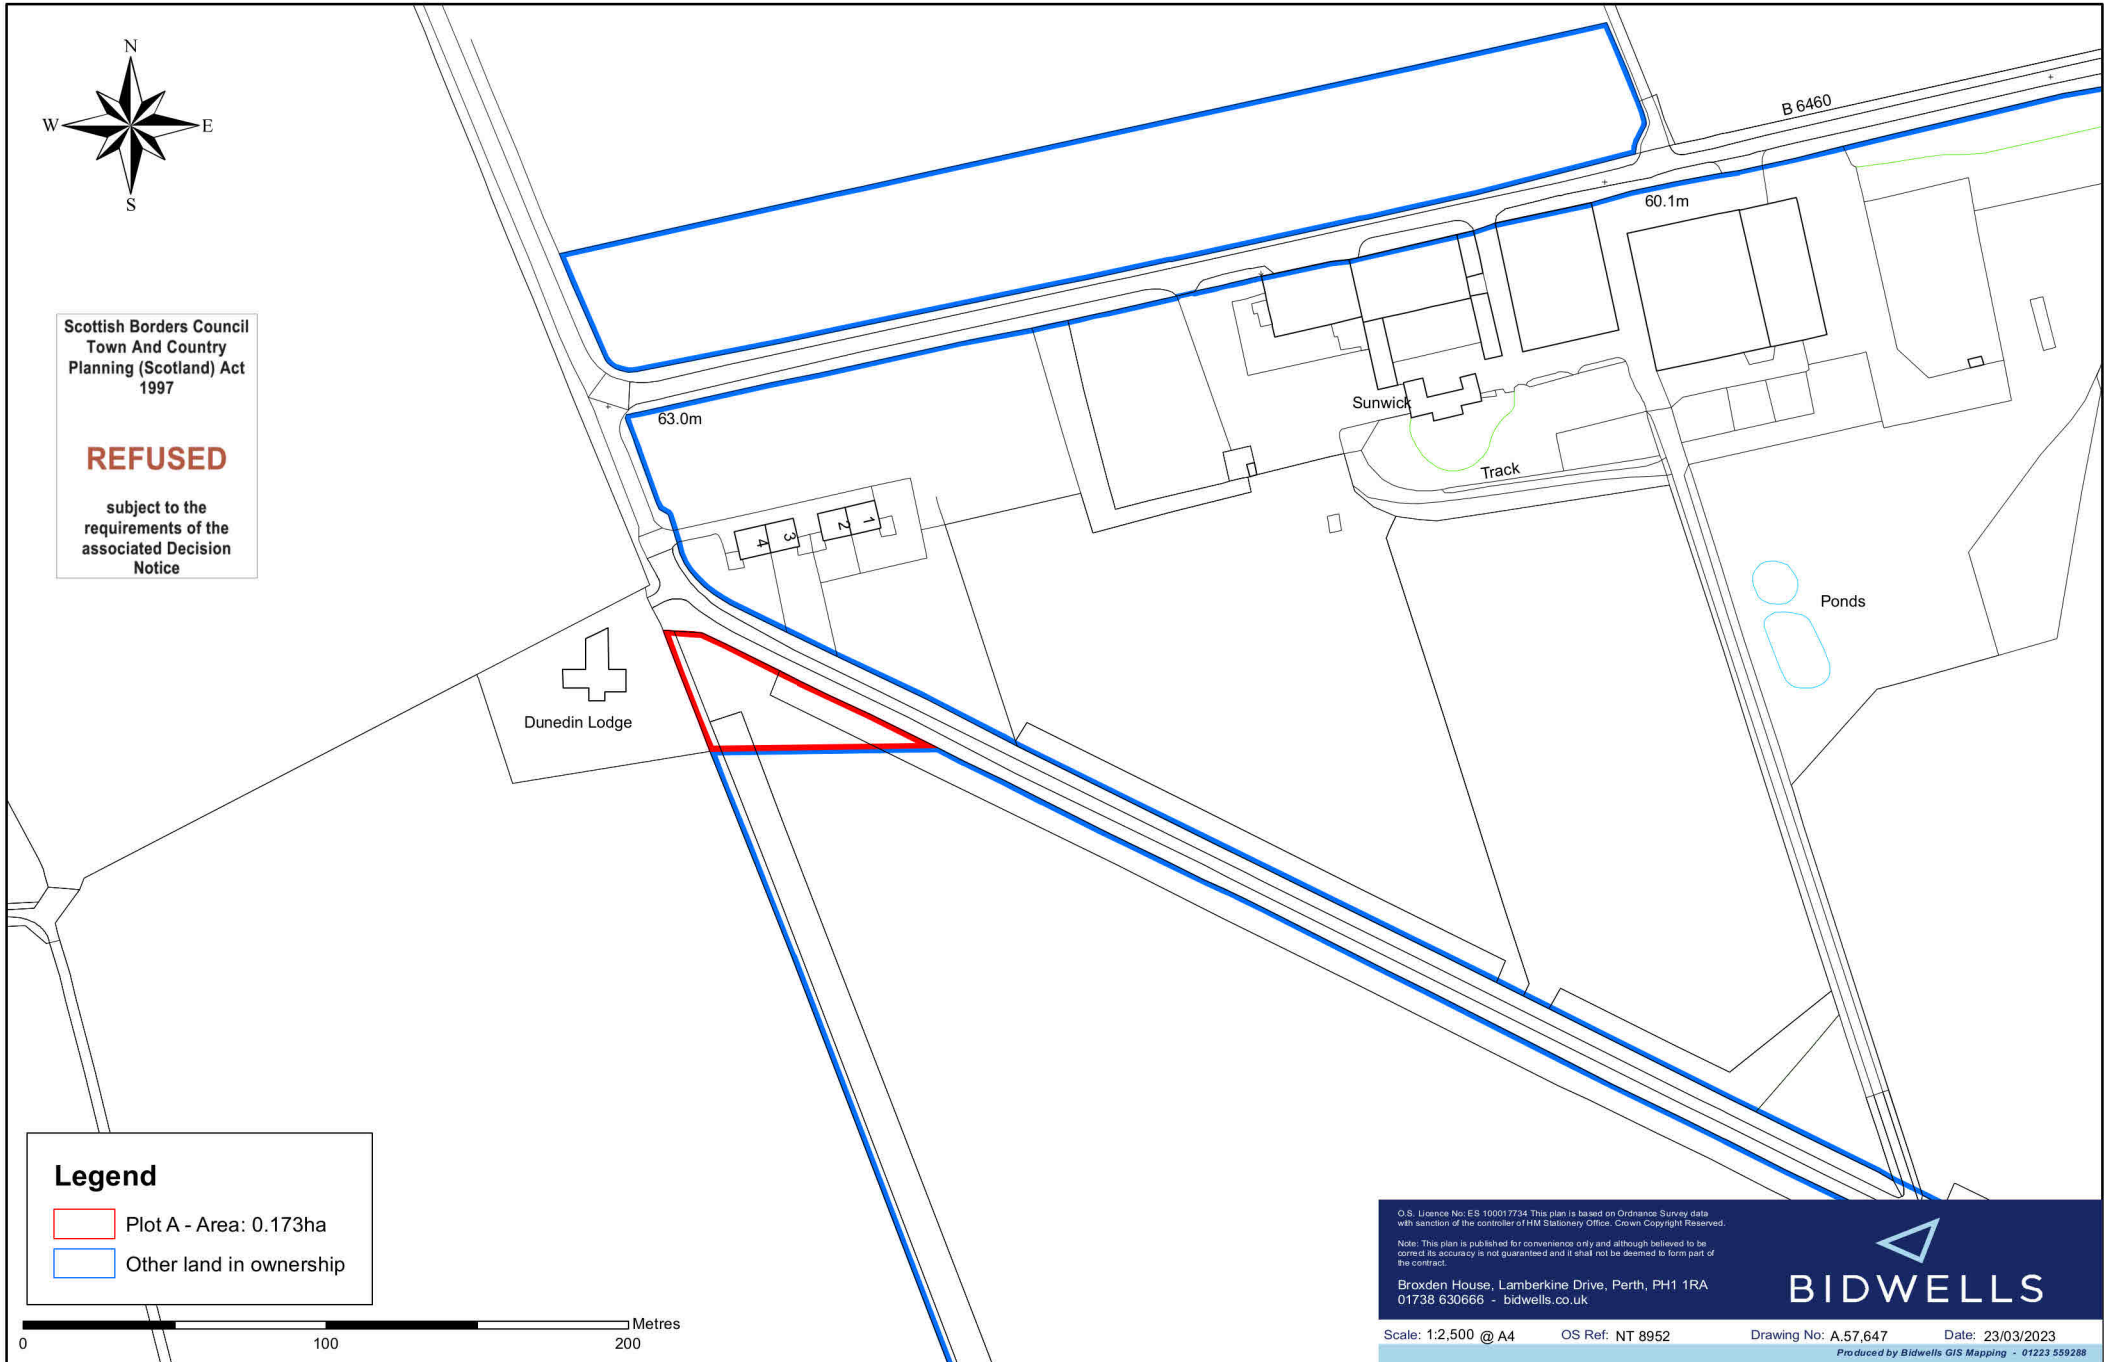 N
W
E
S
B 6460
60.1m
Scottish Borders Council
Town And Country
Planning (Scotland) Act
1997
REFUSED
subject to the
requirements of the
associated Decision
Notice
63.0m
Sunwick
Track
4
3
2
1
Ponds
Dunedin Lodge
Legend
Plot A - Area: 0.173ha
Other land in ownership
Metres
0
100
200
O.S. Licence No: ES 100017734 This plan is based on Ordnance Survey data
with sanction of the controller of HM Stationery Office. Crown Copyright Reserved.
Note: This plan is published for convenience only and although believed to be
correct its accuracy is not guaranteed and it shall not be deemed to form part of
the contract.
Broxden House, Lamberkine Drive, Perth, PH1 1RA
01738 630666 - bidwells.co.uk
BIDWELLS
Scale: 1:2,500 @ A4 OS Ref: NT 8952 Drawing No: A.57,647 Date: 23/03/2023
Produced by Bidwells GIS Mapping - 01223 559288